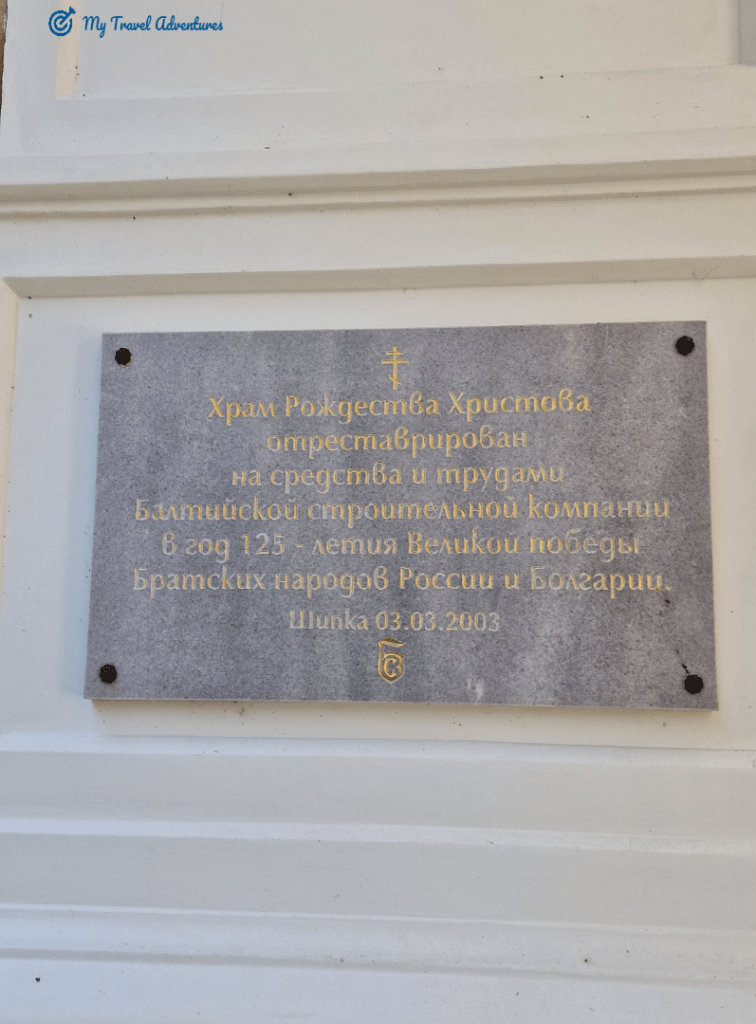 My Travel Adventures
Храм Рождества Христова
отреставрирован
на средства и трудами
Балтийской строительной компании
в год 125 - летия Великой победы
Братских народов России и Болгарии.
Шипка 03.03.2003
БС